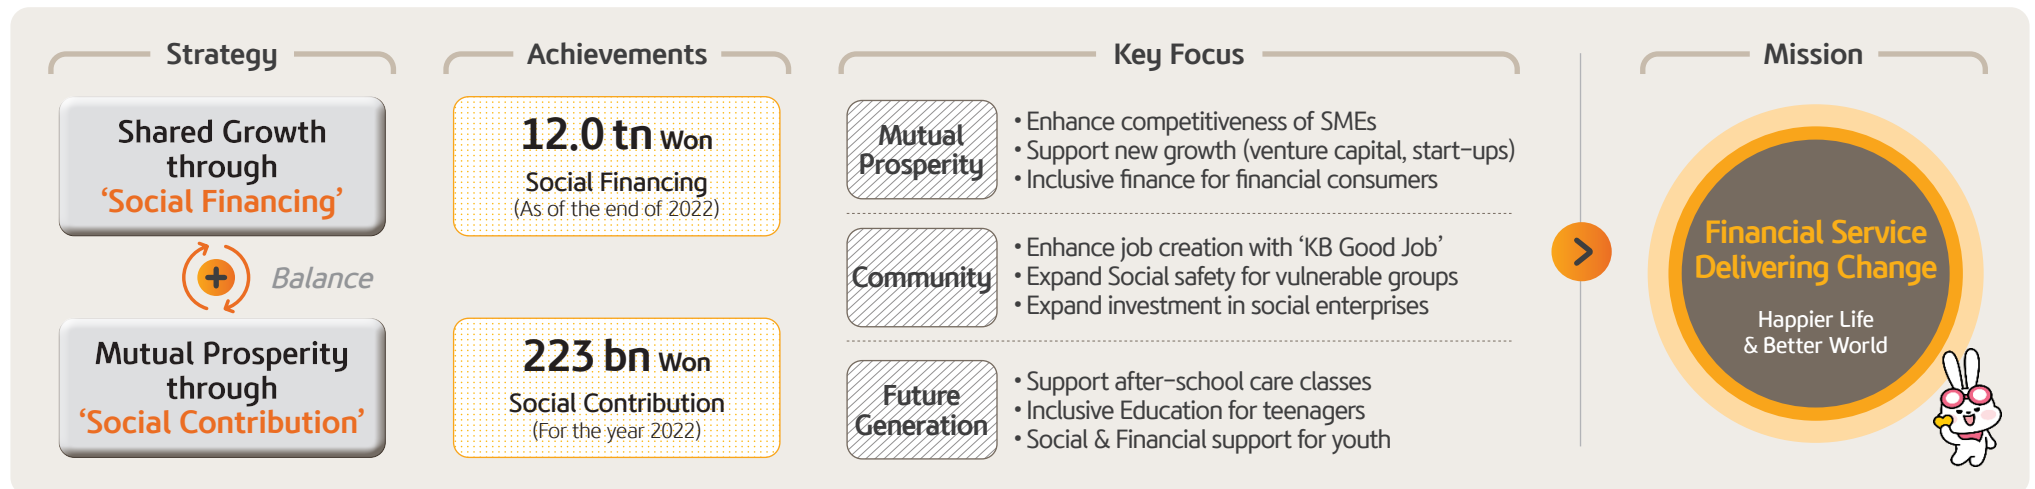 Strategy
Shared Growth
through
‘Social Financing’
Balance
Mutual Prosperity
through
‘Social Contribution’
Achievements
12.0 tn Won
Social Financing
(As of the end of 2022)
223 bn Won
Social Contribution
(For the year 2022)
Key Focus
Mutual
Prosperity
• Enhance competitiveness of SMEs
• Support new growth (venture capital, start-ups)
• Inclusive finance for financial consumers
Community
• Enhance job creation with ‘KB Good Job’
• Expand Social safety for vulnerable groups
• Expand investment in social enterprises
Future
Generation
• Support after-school care classes
• Inclusive Education for teenagers
• Social & Financial support for youth
Mission
Financial Service
Delivering Change
Happier Life
& Better World